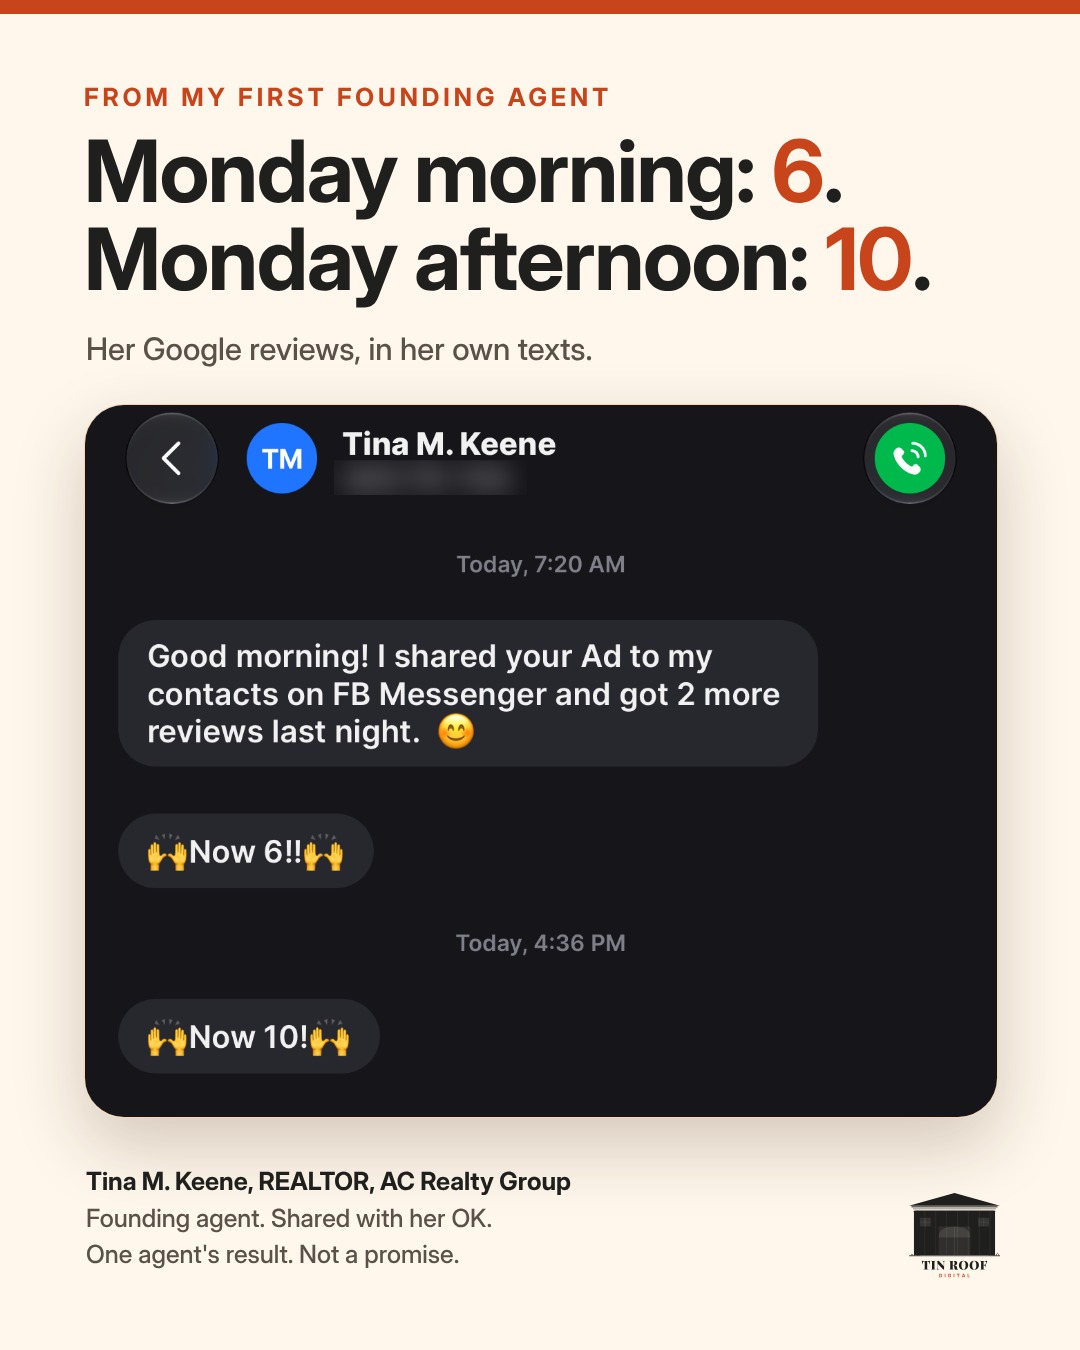 FROM MY FIRST FOUNDING AGENT
Monday morning: 6.
Monday afternoon: 10.
Her Google reviews, in her own texts.
TM
Tina M. Keene
Today, 7:20 AM
Good morning! I shared your Ad to my
contacts on FB Messenger and got 2 more
reviews last night. 😊
🙌Now 6!!🙌
Today, 4:36 PM
🙌Now 10!🙌
Tina M. Keene, REALTOR, AC Realty Group
Founding agent. Shared with her OK.
One agent's result. Not a promise.
TIN ROOF
DIGITAL